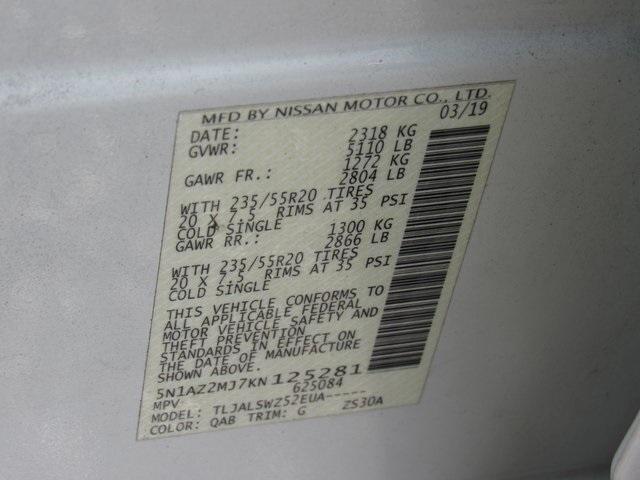 MFD BY NISSAN MOTOR CO., LTD.
DATE: 03/19
GVWR: 2318 KG
5110 LB
GAWR FR.: 1272 KG
2804 LB
WITH 235/55R20 TIRES
20 X 7.5 RIMS AT 35 PSI
COLD SINGLE
GAWR RR.: 1300 KG
2866 LB
WITH 235/55R20 TIRES
20 X 7.5 RIMS AT 35 PSI
COLD SINGLE
THIS VEHICLE CONFORMS TO
ALL APPLICABLE FEDERAL
MOTOR VEHICLE SAFETY AND
THEFT PREVENTION
STANDARDS IN EFFECT ON
THE DATE OF MANUFACTURE
SHOWN ABOVE.
5N1AZ2MJ7KN125281
MPV 625084
MODEL: TLJALSWZ52EUA-----
COLOR: QAB TRIM: G ZS30A